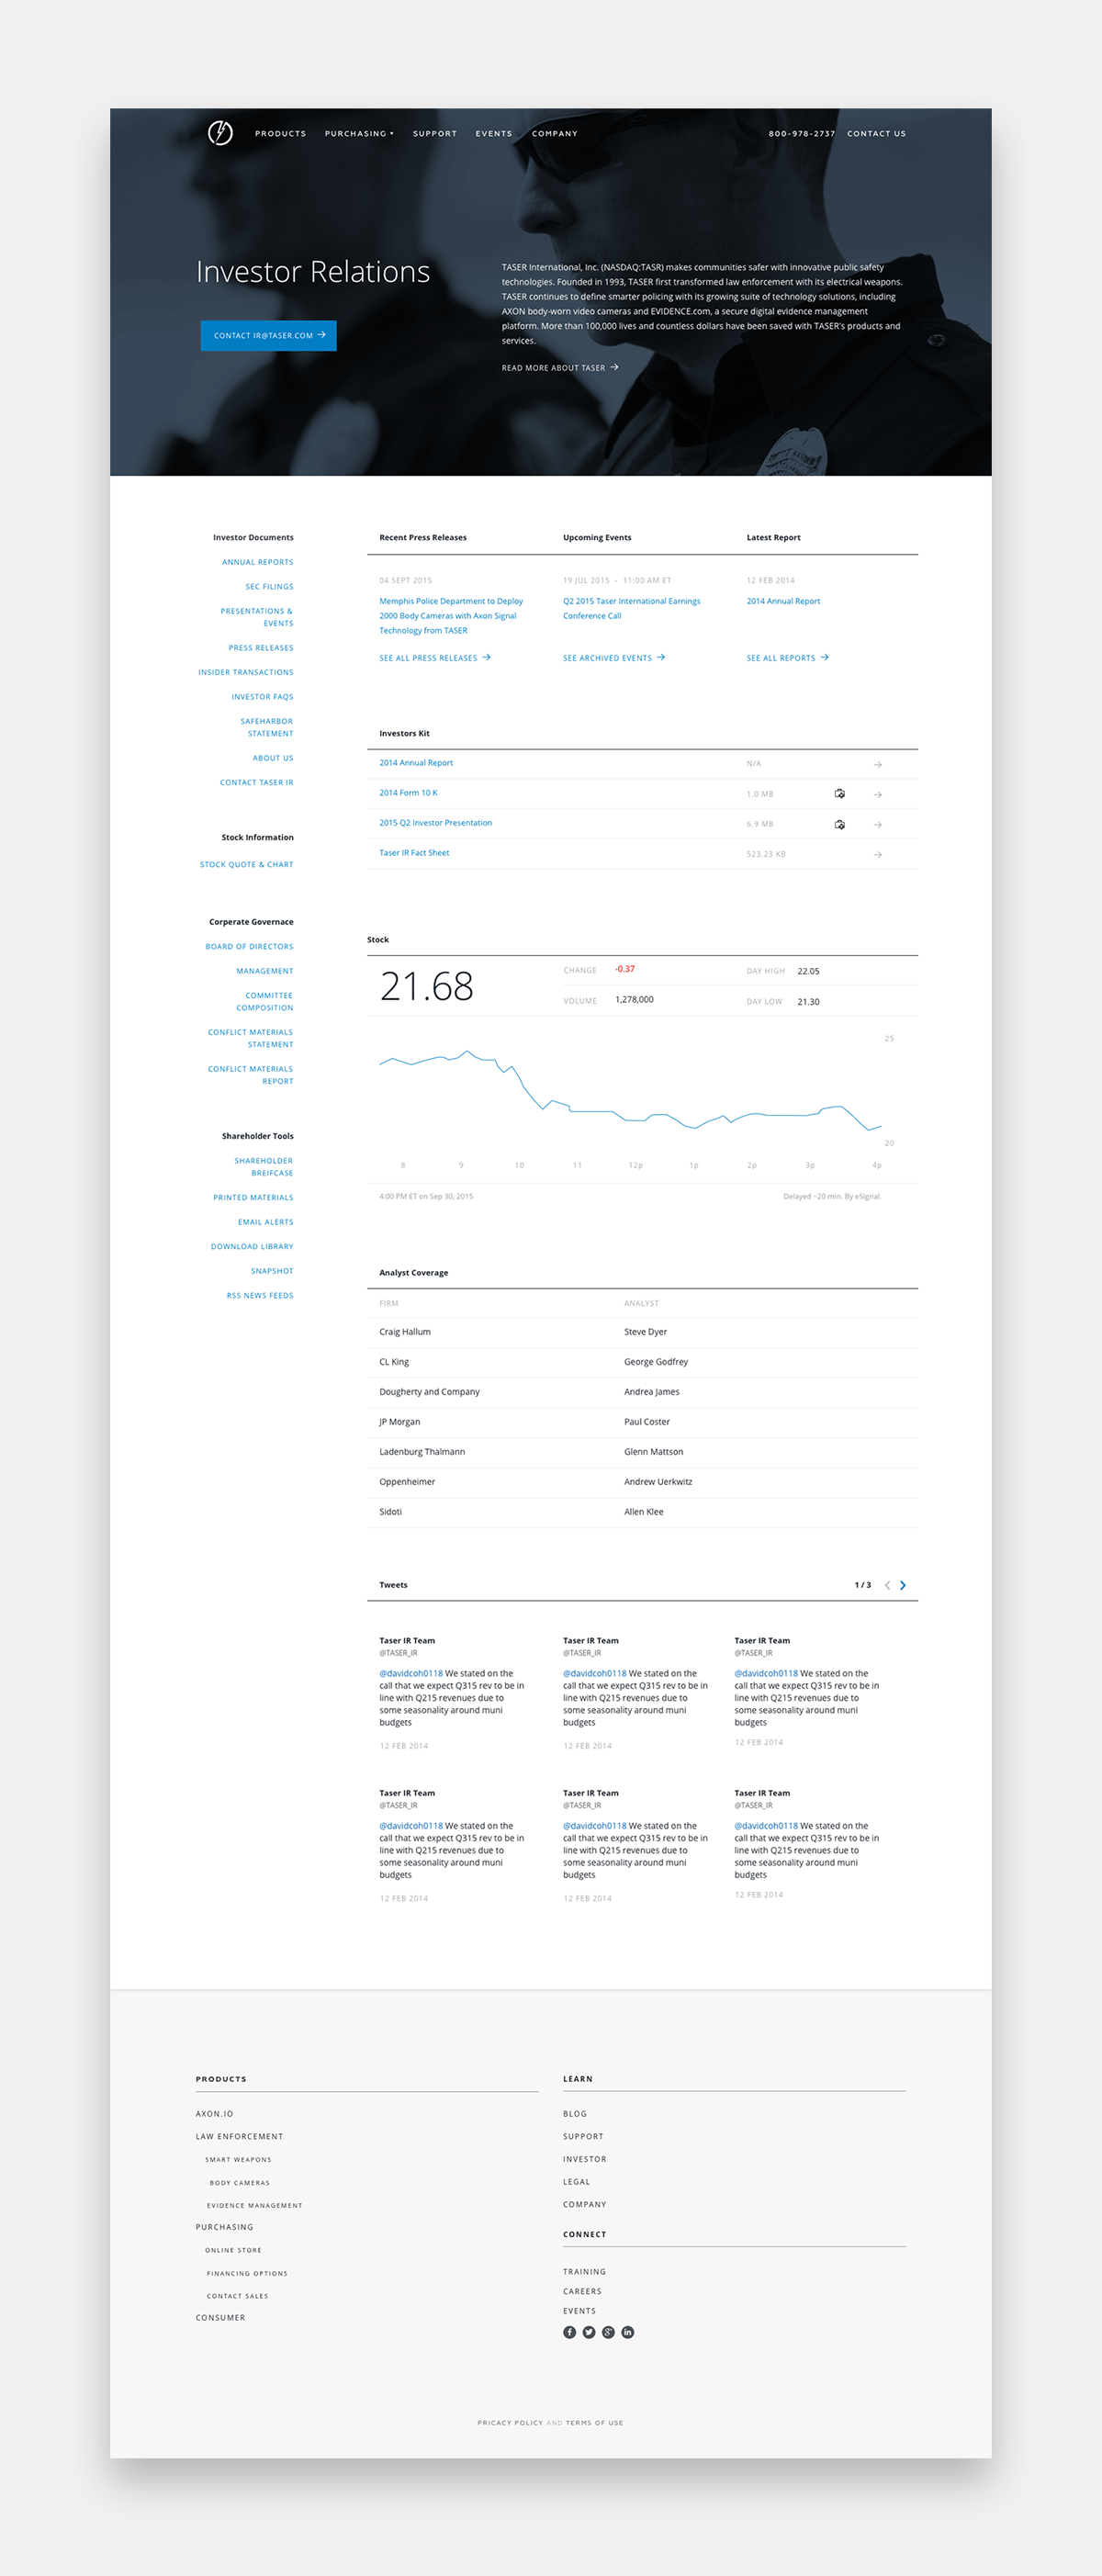 PRODUCTS PURCHASING SUPPORT EVENTS COMPANY 800-978-2737 CONTACT US
Investor Relations
CONTACT IR@TASER.COM
TASER International, Inc. (NASDAQ:TASR) makes communities safer with innovative public safety
technologies. Founded in 1993, TASER first transformed law enforcement with its electrical weapons.
TASER continues to define smarter policing with its growing suite of technology solutions, including
AXON body-worn video cameras and EVIDENCE.com, a secure digital evidence management
platform. More than 100,000 lives and countless dollars have been saved with TASER's products and
services.
READ MORE ABOUT TASER
Investor Documents
ANNUAL REPORTS
SEC FILINGS
PRESENTATIONS &
EVENTS
PRESS RELEASES
INSIDER TRANSACTIONS
INVESTOR FAQS
SAFEHARBOR
STATEMENT
ABOUT US
CONTACT TASER IR
Stock Information
STOCK QUOTE & CHART
Corperate Governace
BOARD OF DIRECTORS
MANAGEMENT
COMMITTEE
COMPOSITION
CONFLICT MATERIALS
STATEMENT
CONFLICT MATERIALS
REPORT
Shareholder Tools
SHAREHOLDER
BREIFCASE
PRINTED MATERIALS
EMAIL ALERTS
DOWNLOAD LIBRARY
SNAPSHOT
RSS NEWS FEEDS
Recent Press Releases
04 SEPT 2015
Memphis Police Department to Deploy
2000 Body Cameras with Axon Signal
Technology from TASER
SEE ALL PRESS RELEASES
Upcoming Events
19 JUL 2015 - 11:00 AM ET
Q2 2015 Taser International Earnings
Conference Call
SEE ARCHIVED EVENTS
Latest Report
12 FEB 2014
2014 Annual Report
SEE ALL REPORTS
Investors Kit
2014 Annual Report N/A
2014 Form 10 K 1.0 MB
2015 Q2 Investor Presentation 6.9 MB
Taser IR Fact Sheet 523.23 KB
Stock
21.68
CHANGE -0.37 DAY HIGH 22.05
VOLUME 1,278,000 DAY LOW 21.30
25
20
8 9 10 11 12p 1p 2p 3p 4p
4:00 PM ET on Sep 30, 2015 Delayed ~20 min. By eSignal.
Analyst Coverage
FIRM ANALYST
Craig Hallum Steve Dyer
CL King George Godfrey
Dougherty and Company Andrea James
JP Morgan Paul Coster
Ladenburg Thalmann Glenn Mattson
Oppenheimer Andrew Uerkwitz
Sidoti Allen Klee
Tweets 1 / 3
Taser IR Team
@TASER_IR
@davidcoh0118 We stated on the
call that we expect Q315 rev to be in
line with Q215 revenues due to
some seasonality around muni
budgets
12 FEB 2014
Taser IR Team
@TASER_IR
@davidcoh0118 We stated on the
call that we expect Q315 rev to be in
line with Q215 revenues due to
some seasonality around muni
budgets
12 FEB 2014
Taser IR Team
@TASER_IR
@davidcoh0118 We stated on the
call that we expect Q315 rev to be in
line with Q215 revenues due to
some seasonality around muni
budgets
12 FEB 2014
Taser IR Team
@TASER_IR
@davidcoh0118 We stated on the
call that we expect Q315 rev to be in
line with Q215 revenues due to
some seasonality around muni
budgets
12 FEB 2014
Taser IR Team
@TASER_IR
@davidcoh0118 We stated on the
call that we expect Q315 rev to be in
line with Q215 revenues due to
some seasonality around muni
budgets
12 FEB 2014
Taser IR Team
@TASER_IR
@davidcoh0118 We stated on the
call that we expect Q315 rev to be in
line with Q215 revenues due to
some seasonality around muni
budgets
12 FEB 2014
PRODUCTS
AXON.IO
LAW ENFORCEMENT
SMART WEAPONS
BODY CAMERAS
EVIDENCE MANAGEMENT
PURCHASING
ONLINE STORE
FINANCING OPTIONS
CONTACT SALES
CONSUMER
LEARN
BLOG
SUPPORT
INVESTOR
LEGAL
COMPANY
CONNECT
TRAINING
CAREERS
EVENTS
PRICACY POLICY AND TERMS OF USE